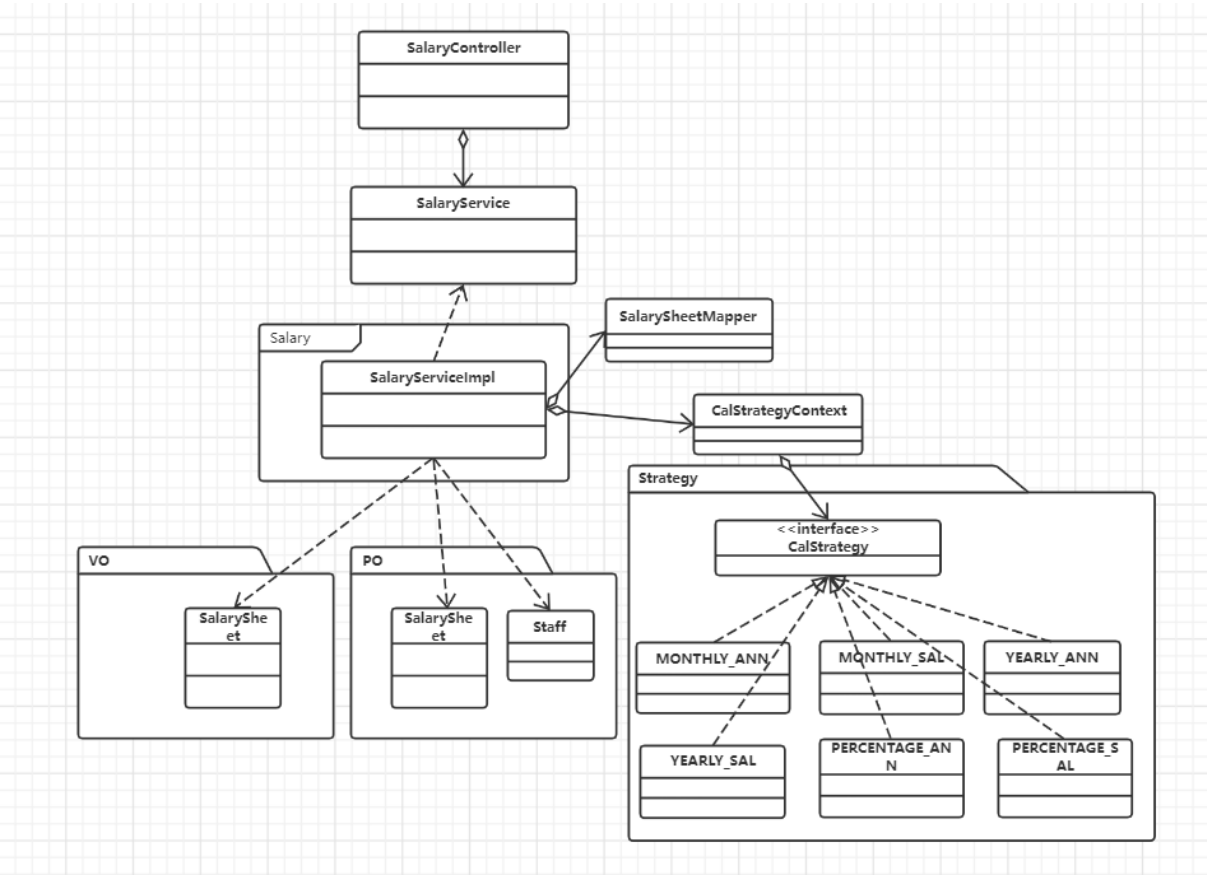 SalaryController
SalaryService
Salary
SalaryServiceImpl
SalarySheetMapper
CalStrategyContext
Strategy
<<interface>>
CalStrategy
VO
SalaryShe
et
PO
SalaryShe
et
Staff
MONTHLY_ANN
MONTHLY_SAL
YEARLY_ANN
YEARLY_SAL
PERCENTAGE_AN
N
PERCENTAGE_S
AL